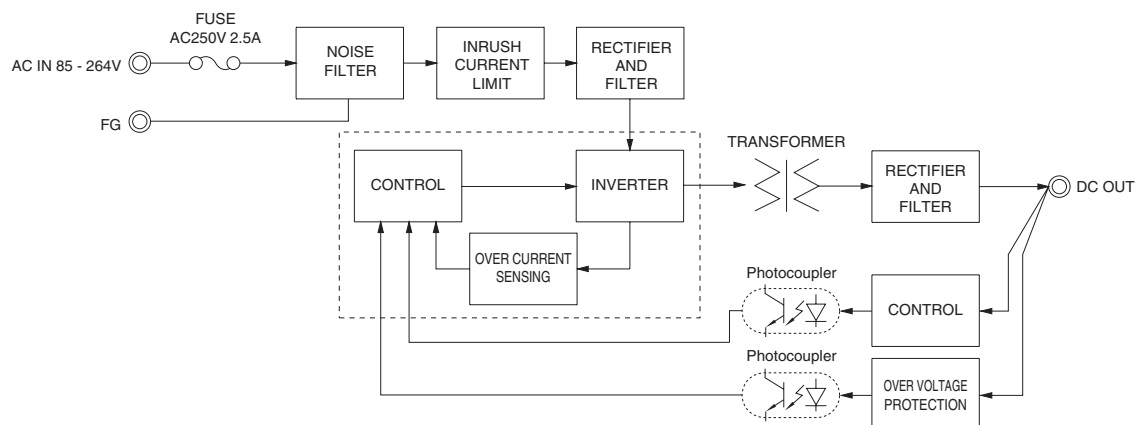 FUSE
AC250V 2.5A
AC IN 85 - 264V
NOISE
FILTER
INRUSH
CURRENT
LIMIT
RECTIFIER
AND
FILTER
FG
TRANSFORMER
CONTROL
INVERTER
RECTIFIER
AND
FILTER
DC OUT
OVER CURRENT
SENSING
Photocoupler
CONTROL
Photocoupler
OVER VOLTAGE
PROTECTION